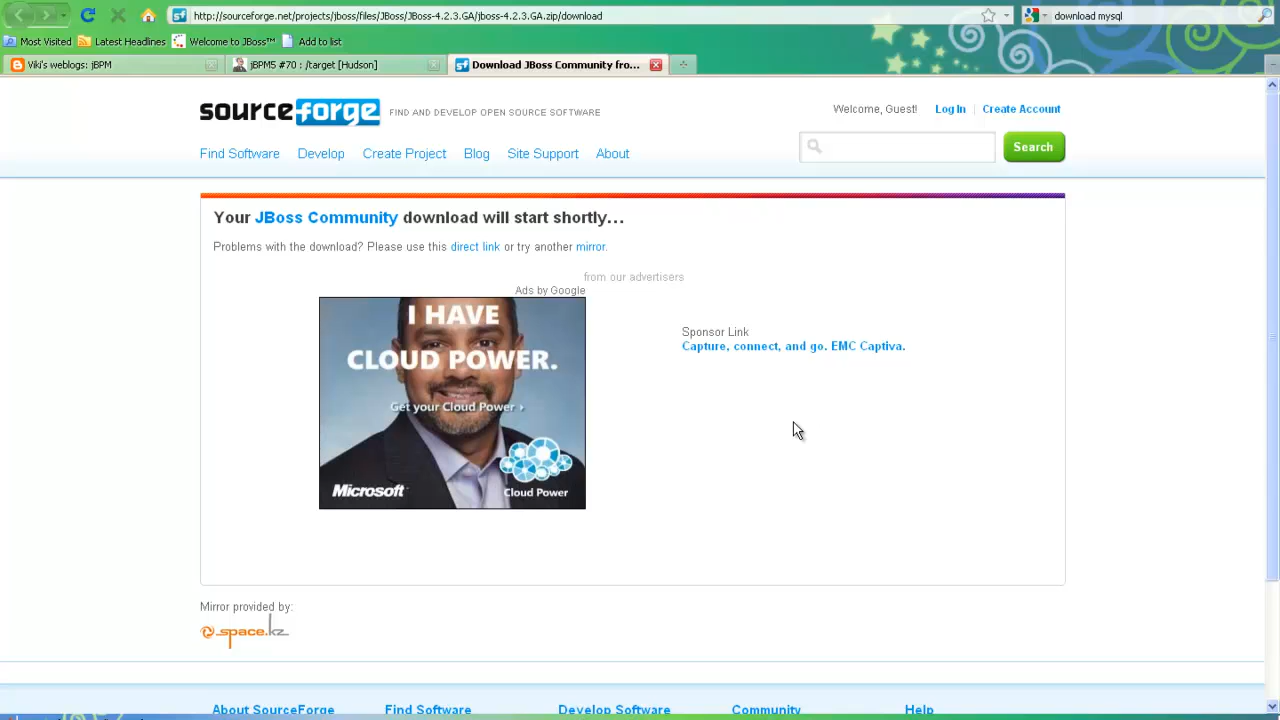 http://sourceforge.net/projects/jboss/files/JBoss/JBoss-4.2.3.GA/jboss-4.2.3.GA.zip/download
download mysql
Most Visited Latest Headlines Welcome to JBoss™ Add to list
Viki's weblogs: jBPM
jBPM5 #70 : /target [Hudson]
Download JBoss Community fro...
sourceforge FIND AND DEVELOP OPEN SOURCE SOFTWARE
Welcome, Guest! Log In Create Account
Find Software Develop Create Project Blog Site Support About
Search
Your JBoss Community download will start shortly...
Problems with the download? Please use this direct link or try another mirror.
from our advertisers
Ads by Google
I HAVE
CLOUD POWER.
Get your Cloud Power ›
Microsoft
Cloud Power
Sponsor Link
Capture, connect, and go. EMC Captiva.
Mirror provided by:
space.kz
About SourceForge Find Software Develop Software Community Help